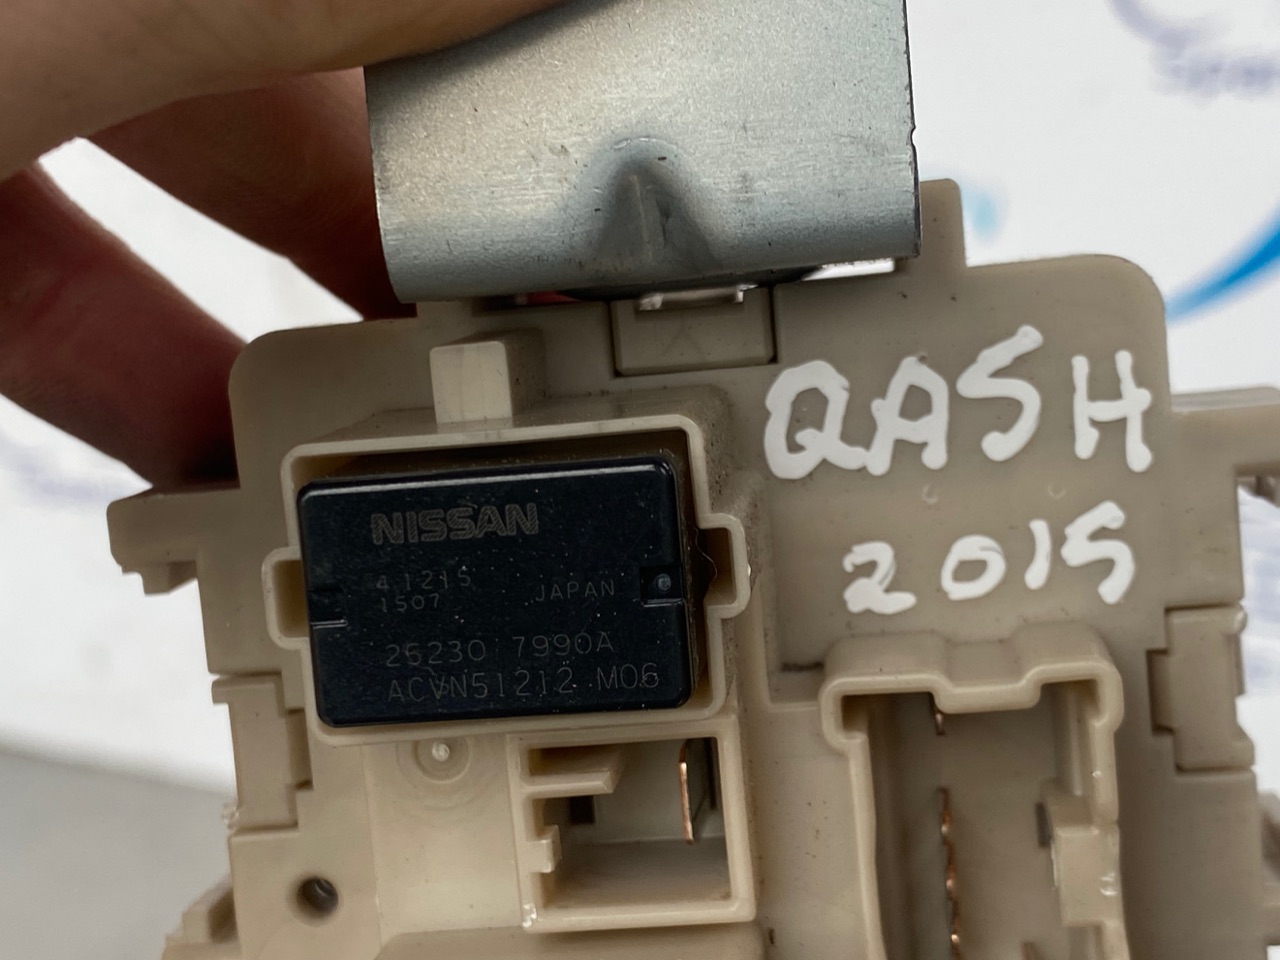 QASH
2015
NISSAN
41215
1507 JAPAN
25230 7990A
ACVN51212 M06